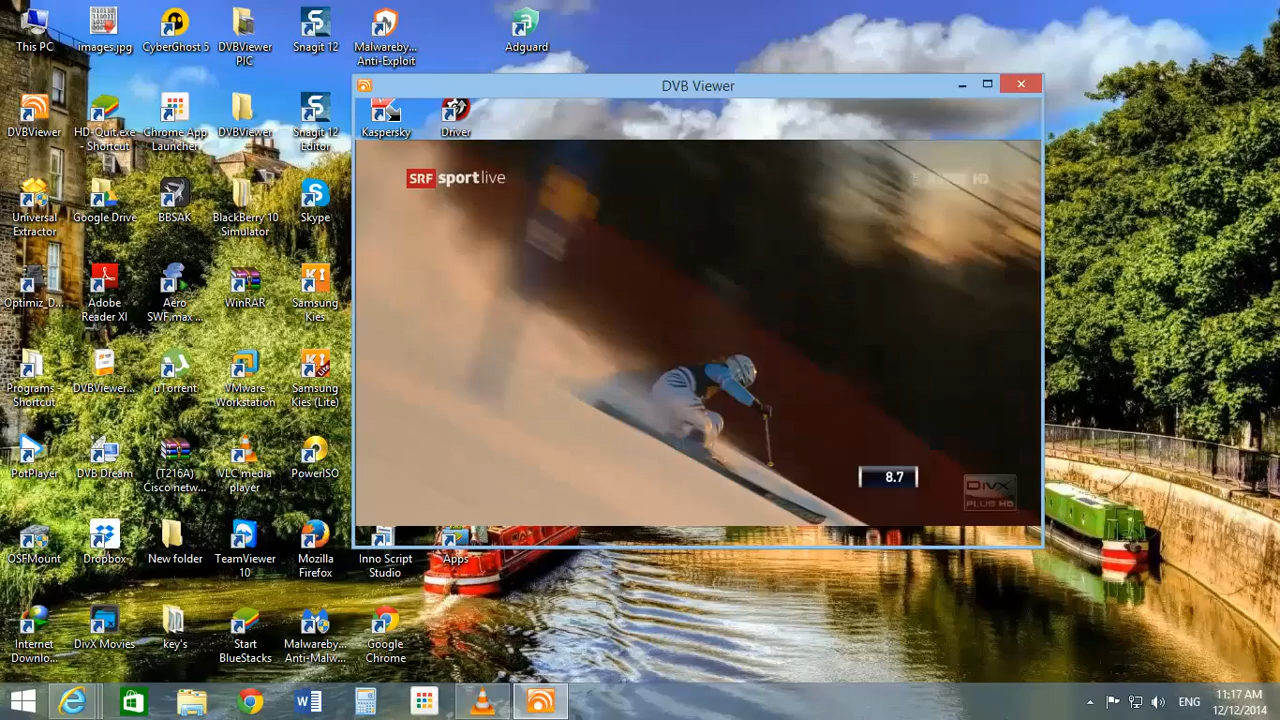 This PC
images.jpg
CyberGhost 5
DVBViewer
PIC
Snagit 12
Malwareby...
Anti-Exploit
Adguard
DVB Viewer
DVBViewer
HD-Quit.exe
- Shortcut
Chrome App
Launcher
DVBViewer
Snagit 12
Editor
Kaspersky
Driver
SRF sportlive
HD
Universal
Extractor
Google Drive
BBSAK
BlackBerry 10
Simulator
Skype
Optimiz_D...
Adobe
Reader XI
Aero
SWF.max ...
WinRAR
Samsung
Kies
Programs -
Shortcut
DVBViewer...
µTorrent
VMware
Workstation
Samsung
Kies (Lite)
PotPlayer
DVB Dream
(T216A)
Cisco netw...
VLC media
player
PowerISO
8.7
DIVX
PLUS HD
OSFMount
Dropbox
New folder
TeamViewer
10
Mozilla
Firefox
Inno Script
Studio
Apps
Internet
Downlo...
DivX Movies
key's
Start
BlueStacks
Malwareby...
Anti-Malw...
Google
Chrome
ENG
11:17 AM
12/12/2014